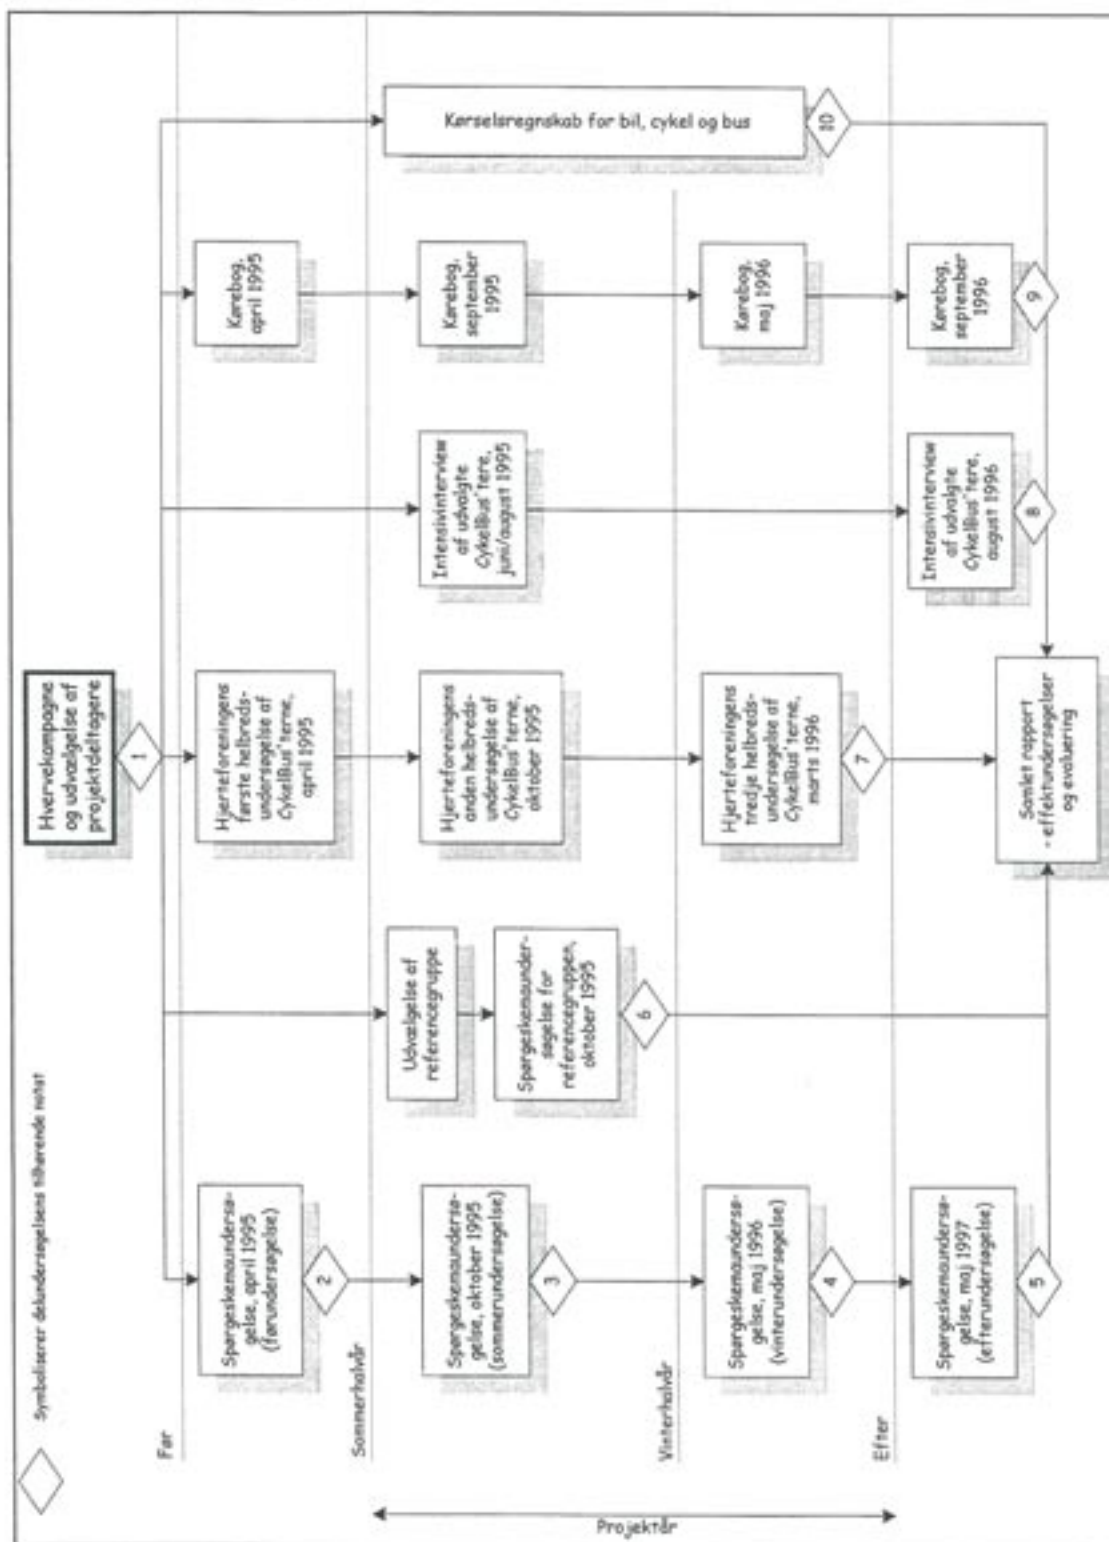 Symboliserer delundersøgelsens tilhørende notat
Hvervekampagne
og udvælgelse af
projektdeltagere
1
Før
Spørgeskemaundersø-
gelse, april 1995
(førundersøgelse)
2
Hjerteforeningens
første helbreds-
undersøgelse af
CykelBus'terne,
april 1995
Kørebog,
april 1995
Sommerhalvår
Spørgeskemaundersø-
gelse, oktober 1995
(sommerundersøgelse)
3
Udvælgelse af
referencegruppe
Spørgeskemaunder-
søgelse for
referencegruppen,
oktober 1995
6
Hjerteforeningens
anden helbreds-
undersøgelse af
CykelBus'terne,
oktober 1995
Intensivinterview
af udvalgte
CykelBus'tere,
juni/august 1995
Kørebog,
september
1995
Kørselsregnskab for bil, cykel og bus
10
Vinterhalvår
Spørgeskemaundersø-
gelse, maj 1996
(vinterundersøgelse)
4
Hjerteforeningens
tredje helbreds-
undersøgelse af
CykelBus'terne,
marts 1996
7
Kørebog,
maj 1996
Efter
Spørgeskemaundersø-
gelse, maj 1997
(efterundersøgelse)
5
Intensivinterview
af udvalgte
CykelBus'tere,
august 1996
8
Kørebog,
september
1996
9
Samlet rapport
- effektundersøgelser
og evaluering
Projektår